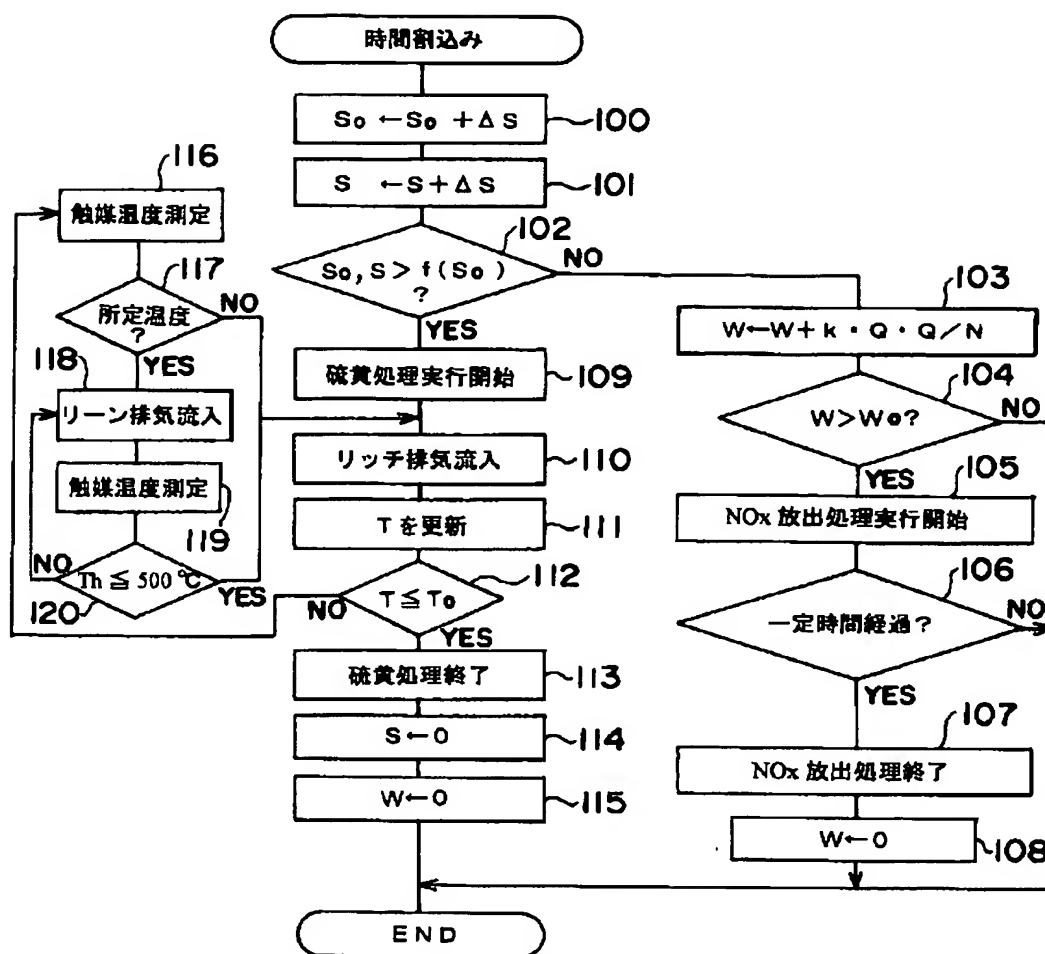 時間割込み
So ←So +ΔS
100
S ←S+ΔS
101
102
So, S > f(So)
?
NO
YES
103
W←W+k・Q・Q/N
104
W>Wo?
NO
YES
105
NOx 放出処理実行開始
106
一定時間経過?
NO
YES
107
NOx 放出処理終了
W←0
108
硫黄処理実行開始
109
リッチ排気流入
110
Tを更新
111
112
T≦To
NO
YES
硫黄処理終了
113
S←0
114
W←0
115
116
触媒温度測定
117
所定温度
?
NO
YES
118
リーン排気流入
触媒温度測定
119
Th ≦ 500 ℃
NO
YES
120
END